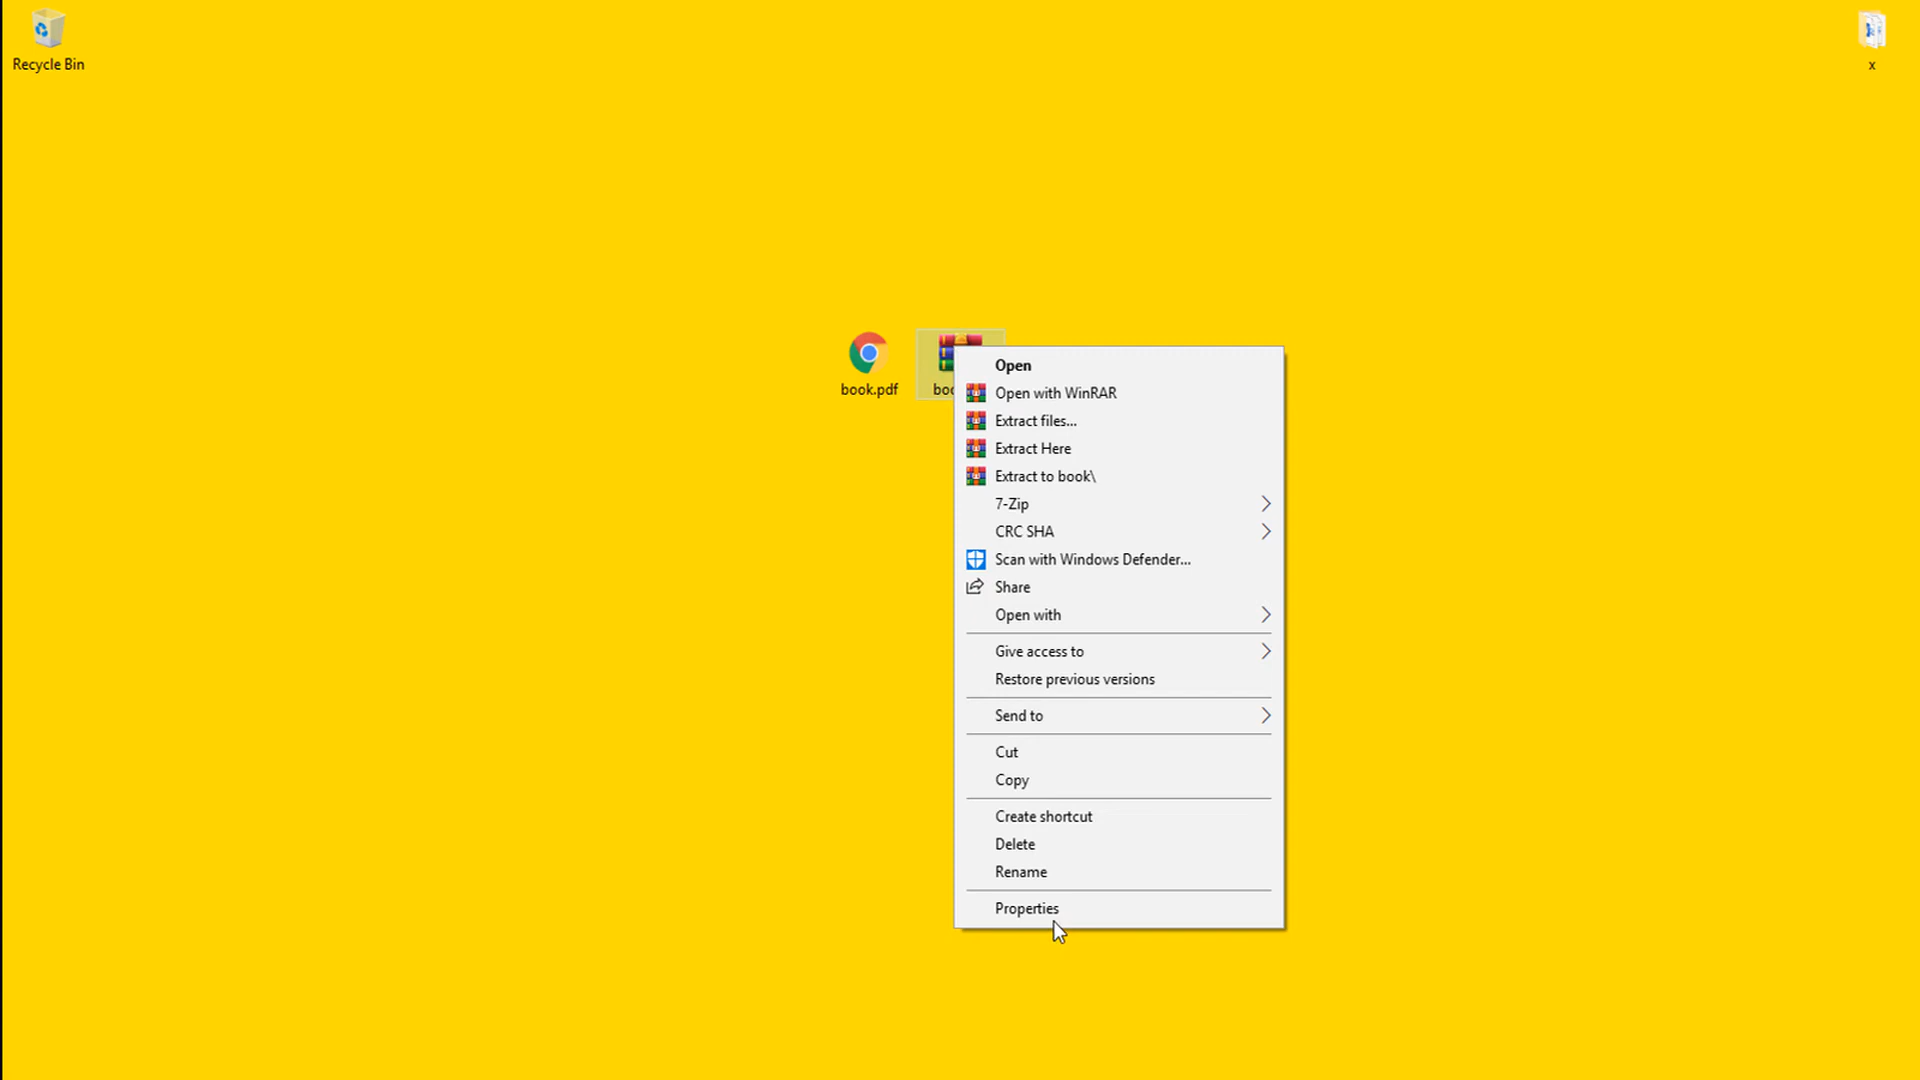 Recycle Bin
x
book.pdf
Open
Open with WinRAR
Extract files...
Extract Here
Extract to book\
7-Zip
CRC SHA
Scan with Windows Defender...
Share
Open with
Give access to
Restore previous versions
Send to
Cut
Copy
Create shortcut
Delete
Rename
Properties